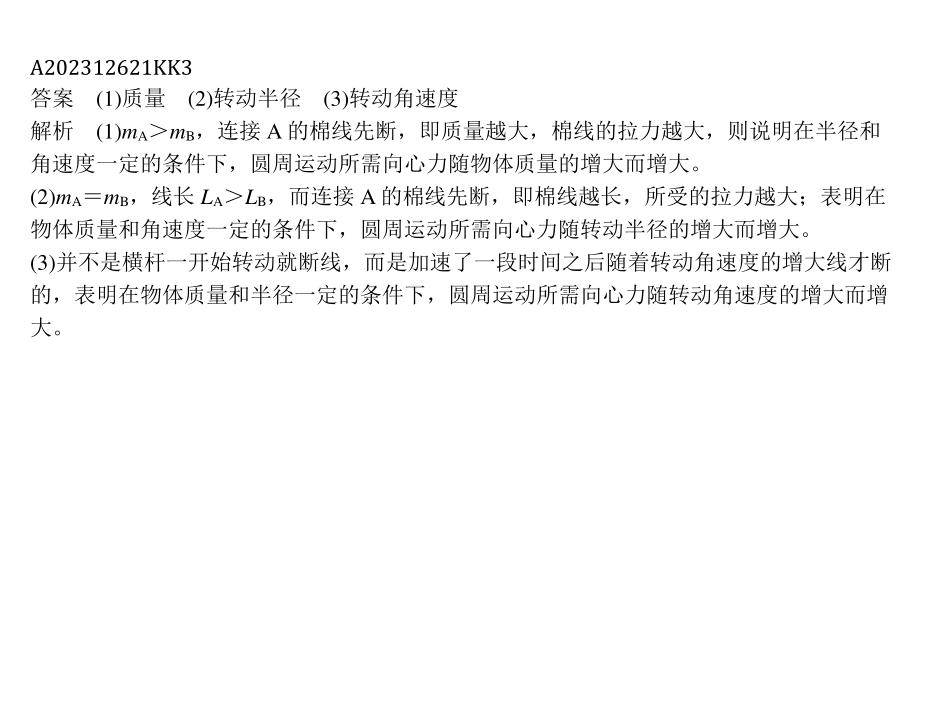 A202312621KK3
答案　(1)质量　(2)转动半径　(3)转动角速度
解析　(1)mA＞mB，连接 A 的棉线先断，即质量越大，棉线的拉力越大，则说明在半径和
角速度一定的条件下，圆周运动所需向心力随物体质量的增大而增大。
(2)mA＝mB，线长 LA＞LB，而连接 A 的棉线先断，即棉线越长，所受的拉力越大；表明在
物体质量和角速度一定的条件下，圆周运动所需向心力随转动半径的增大而增大。
(3)并不是横杆一开始转动就断线，而是加速了一段时间之后随着转动角速度的增大线才断
的，表明在物体质量和半径一定的条件下，圆周运动所需向心力随转动角速度的增大而增
大。